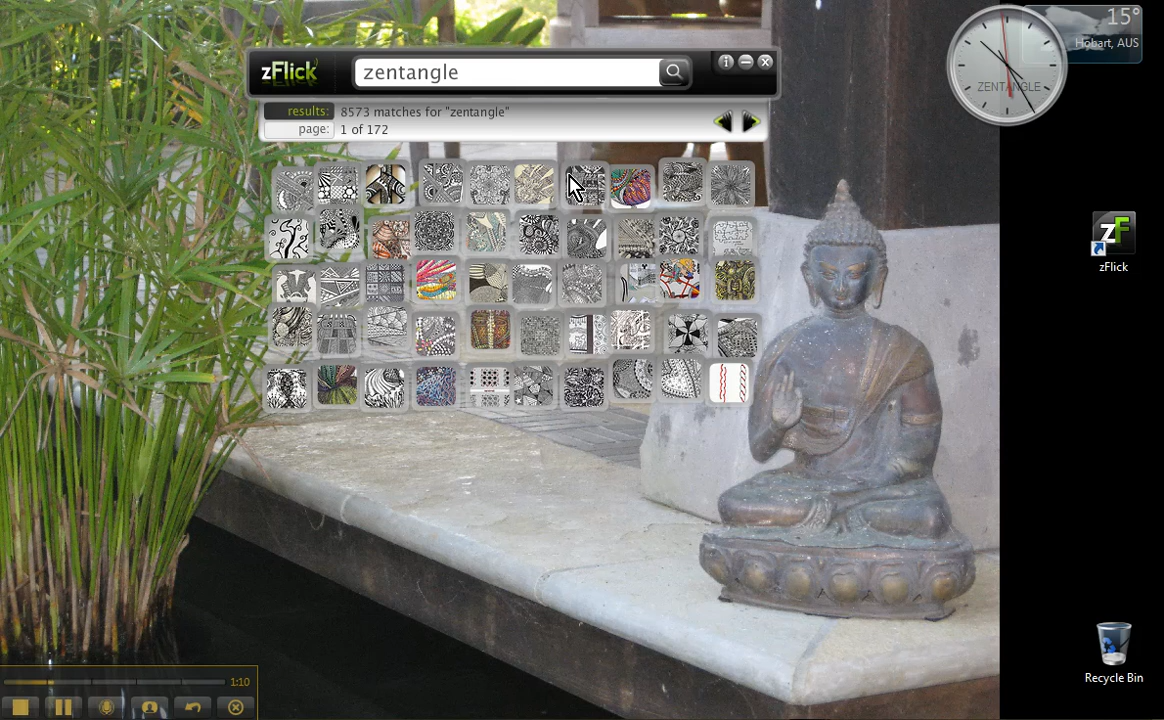 15°
Hobart, AUS
zFlick
zentangle
i
results: 8573 matches for "zentangle"
page: 1 of 172
ZENTANGLE
zF
zFlick
Recycle Bin
1:10